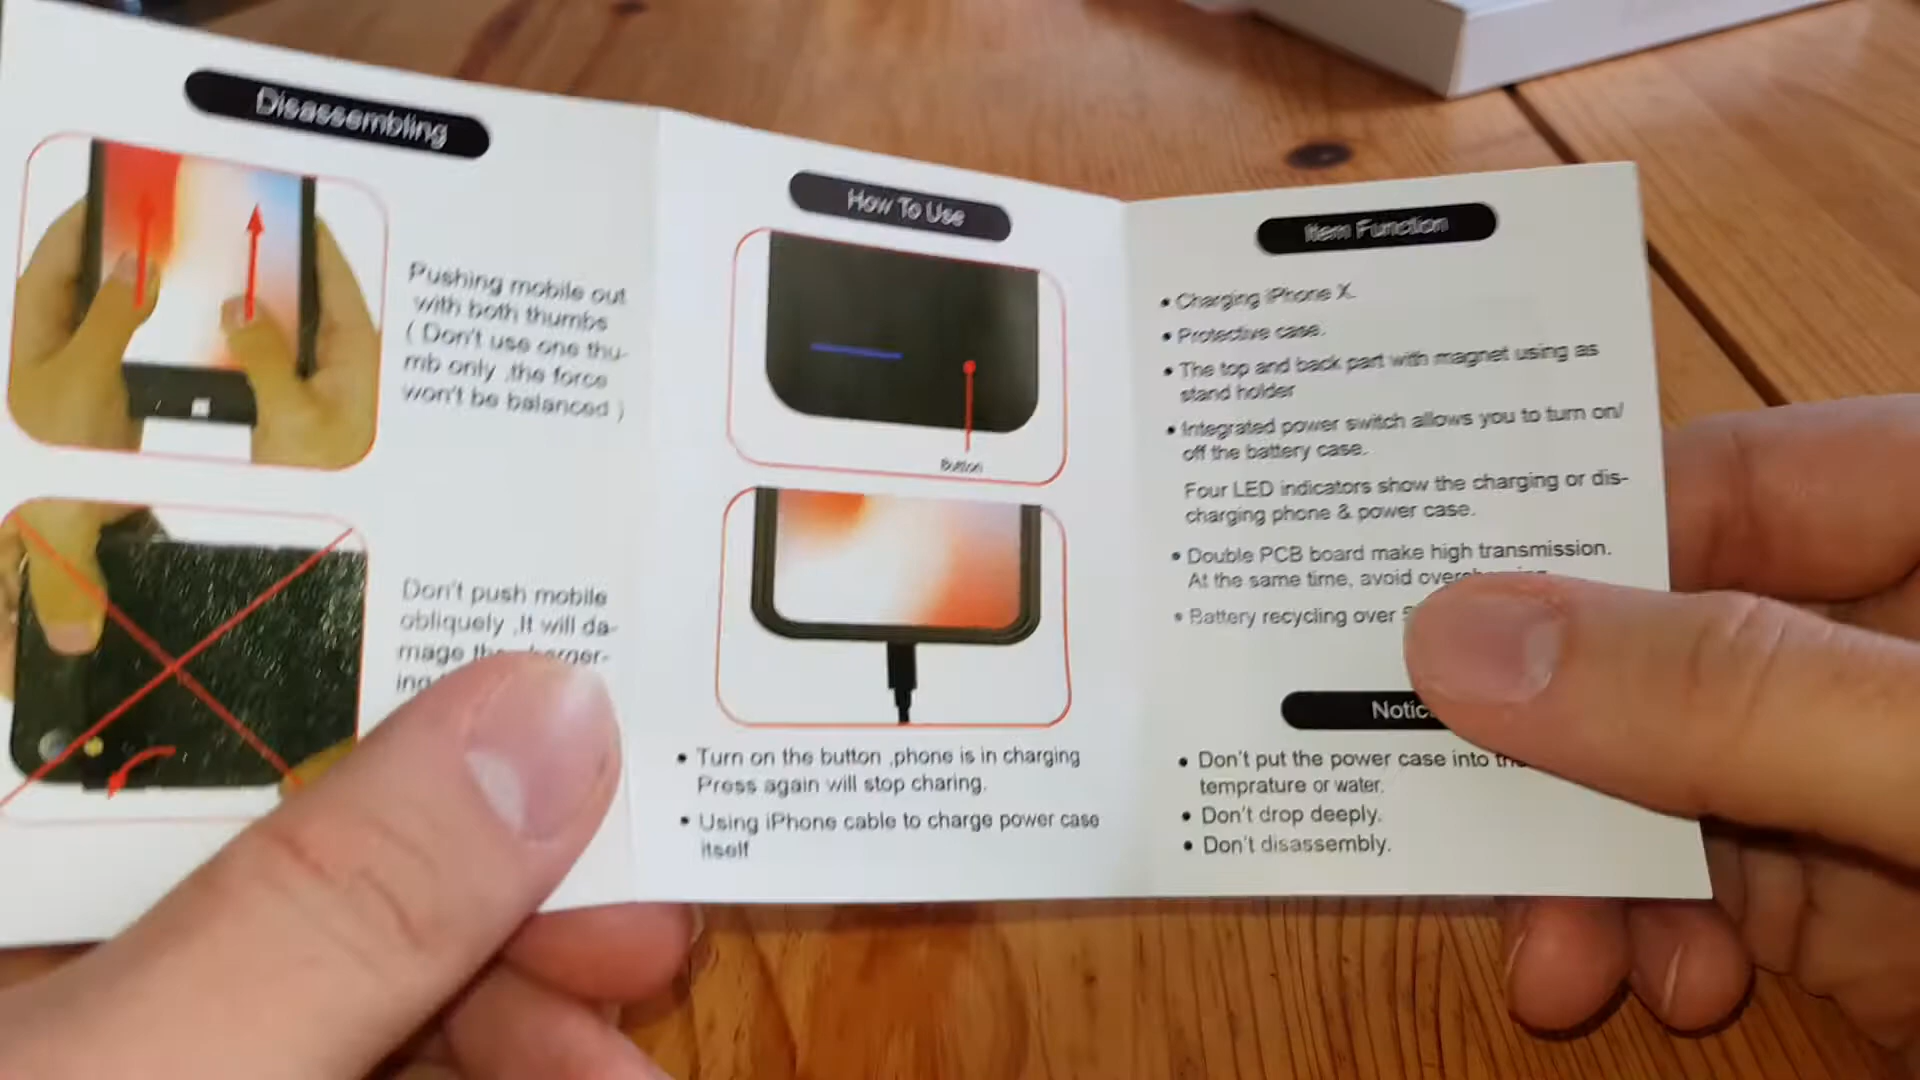 Disassembling
Pushing mobile out
with both thumbs
( Don't use one thu-
mb only ,the force
won't be balanced )
Don't push mobile
obliquely .It will da-
mage
How To Use
Button
• Turn on the button ,phone is in charging
Press again will stop charing.
• Using iPhone cable to charge power case
itself
Item Function
• Charging iPhone X.
• Protective case.
• The top and back part with magnet using as
stand holder
• Integrated power switch allows you to turn on/
off the battery case.
Four LED indicators show the charging or dis-
charging phone & power case.
• Double PCB board make high transmission.
At the same time, avoid
• Battery recycling over
• Don't put the power case into
temprature or water.
• Don't drop deeply.
• Don't disassembly.